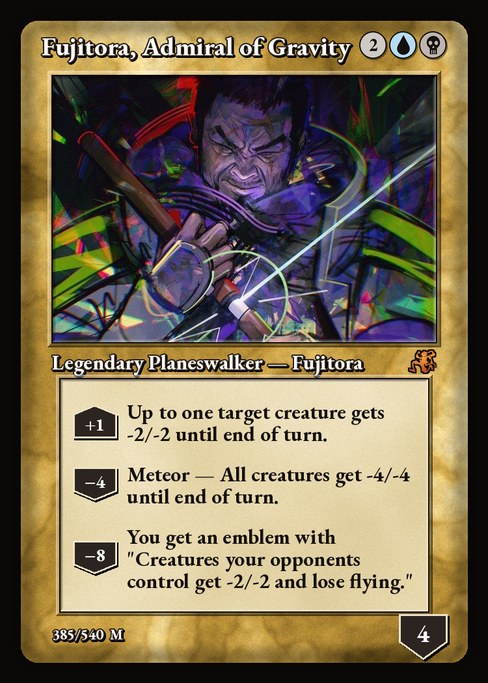 Fujitora, Admiral of Gravity 2
Legendary Planeswalker — Fujitora
+1 Up to one target creature gets
-2/-2 until end of turn.
−4 Meteor — All creatures get -4/-4
until end of turn.
−8 You get an emblem with
"Creatures your opponents
control get -2/-2 and lose flying."
385/540 M
4